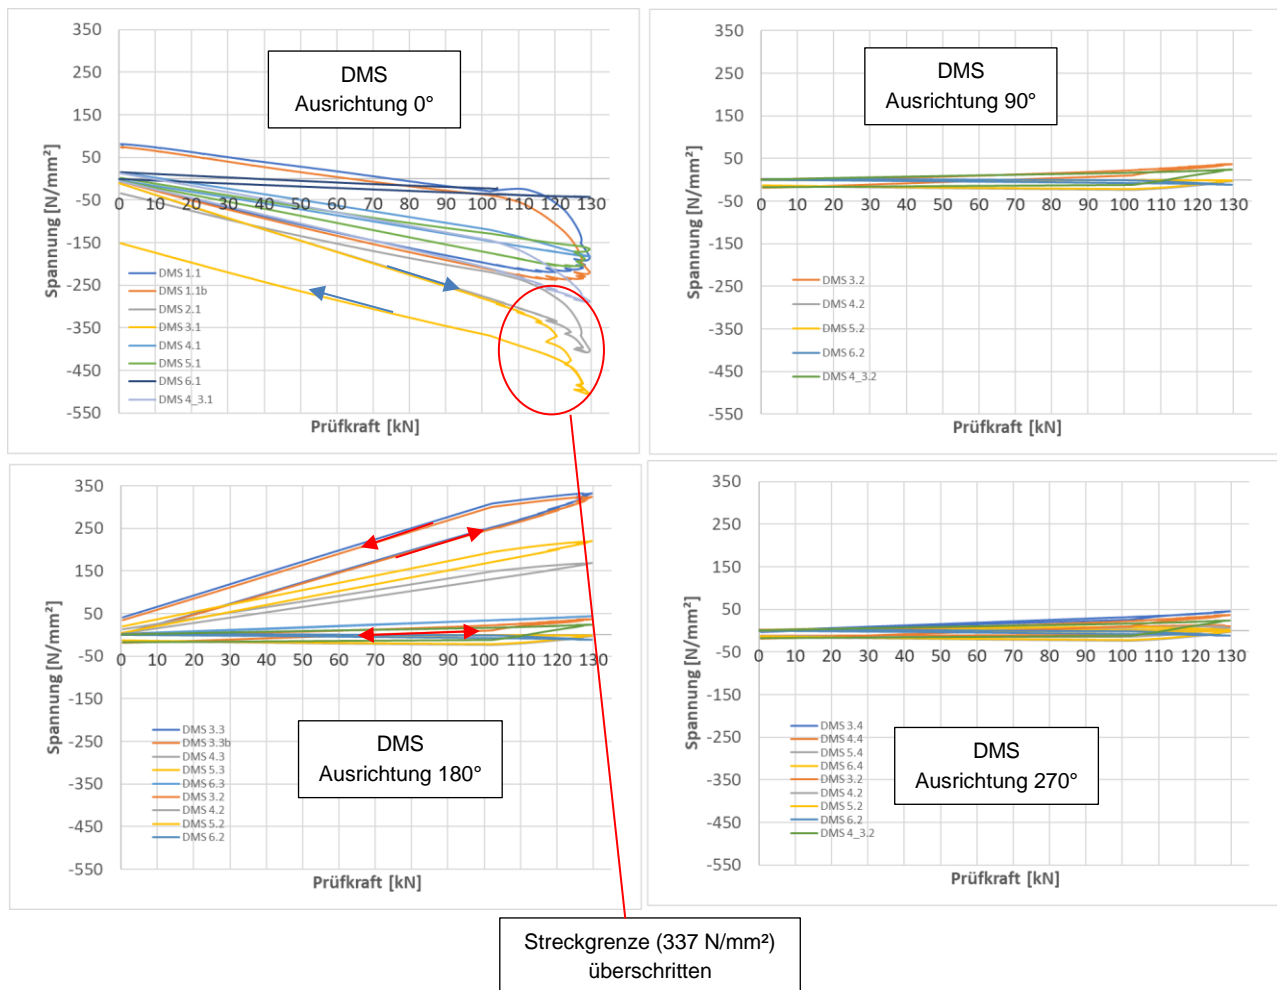 350
250
150
50
-50
-150
-250
-350
-450
-550
Spannung [N/mm²]
DMS
Ausrichtung 0°
0 10 20 30 40 50 60 70 80 90 100 110 120 130
DMS 1.1
DMS 1.1b
DMS 2.1
DMS 3.1
DMS 4.1
DMS 5.1
DMS 6.1
DMS 4_3.1
Prüfkraft [kN]
350
250
150
50
-50
-150
-250
-350
-450
-550
Spannung [N/mm²]
DMS
Ausrichtung 90°
0 10 20 30 40 50 60 70 80 90 100 110 120 130
DMS 3.2
DMS 4.2
DMS 5.2
DMS 6.2
DMS 4_3.2
Prüfkraft [kN]
350
250
150
50
-50
-150
-250
-350
-450
-550
Spannung [N/mm²]
0 10 20 30 40 50 60 70 80 90 100 110 120 130
DMS 3.3
DMS 3.3b
DMS 4.3
DMS 5.3
DMS 6.3
DMS 3.2
DMS 4.2
DMS 5.2
DMS 6.2
DMS
Ausrichtung 180°
Prüfkraft [kN]
350
250
150
50
-50
-150
-250
-350
-450
-550
Spannung [N/mm²]
0 10 20 30 40 50 60 70 80 90 100 110 120 130
DMS 3.4
DMS 4.4
DMS 5.4
DMS 6.4
DMS 3.2
DMS 4.2
DMS 5.2
DMS 6.2
DMS 4_3.2
DMS
Ausrichtung 270°
Prüfkraft [kN]
Streckgrenze (337 N/mm²)
überschritten